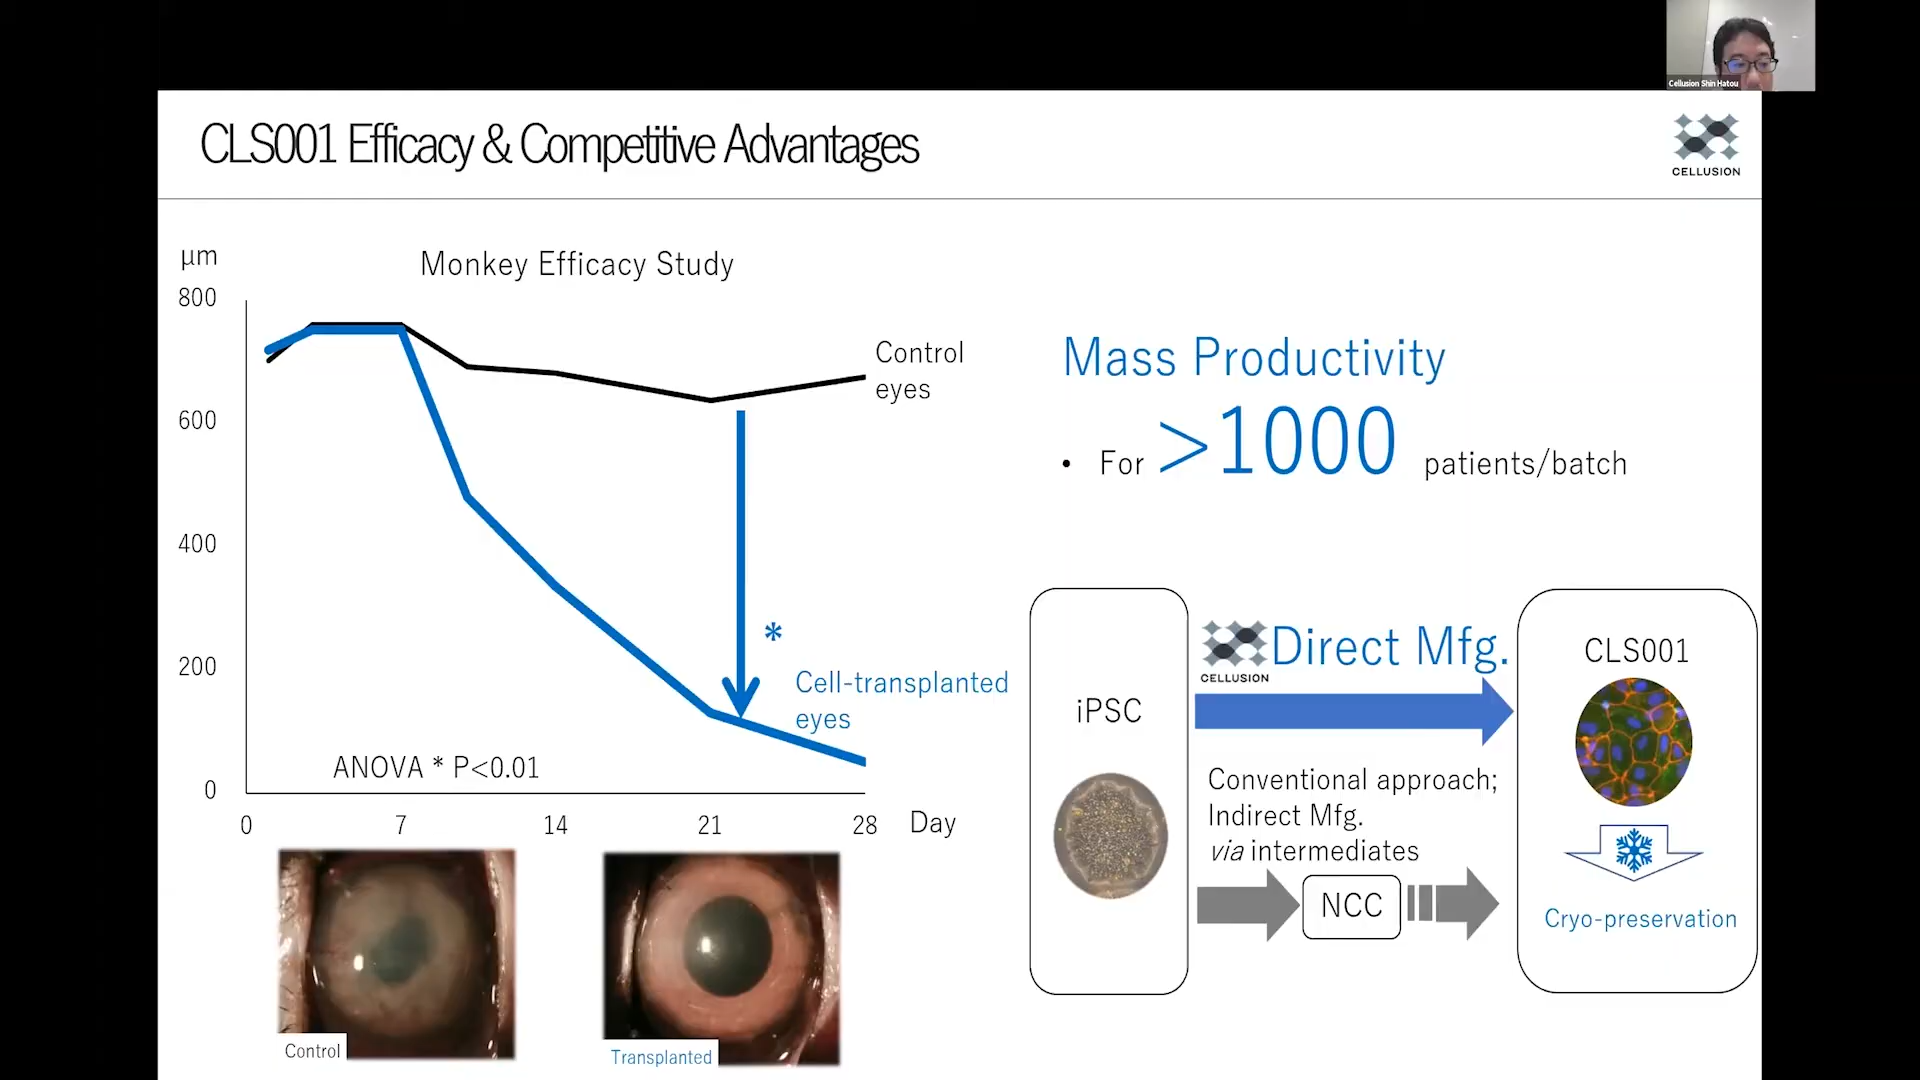 Cellusion Shin Hatou
CLS001 Efficacy & Competitive Advantages
CELLUSION
µm
Monkey Efficacy Study
800
600
400
200
0
0
7
14
21
28
Day
Control
eyes
*
Cell-transplanted
eyes
ANOVA * P<0.01
Control
Transplanted
Mass Productivity
• For >1000 patients/batch
iPSC
CELLUSION
Direct Mfg.
Conventional approach;
Indirect Mfg.
via intermediates
NCC
CLS001
Cryo-preservation